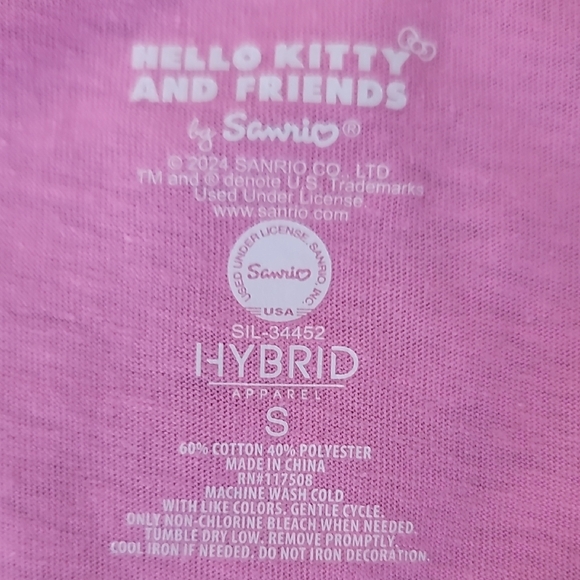 HELLO KITTY
AND FRIENDS
by Sanrio®
© 2024 SANRIO CO., LTD
TM and ® denote U.S. Trademarks
Used Under License
www.sanrio.com
USED UNDER LICENSE, SANRIO, INC.
Sanrio
USA
SIL-34452
HYBRID
APPAREL
S
60% COTTON 40% POLYESTER
MADE IN CHINA
RN#117508
MACHINE WASH COLD
WITH LIKE COLORS. GENTLE CYCLE.
ONLY NON-CHLORINE BLEACH WHEN NEEDED.
TUMBLE DRY LOW. REMOVE PROMPTLY.
COOL IRON IF NEEDED. DO NOT IRON DECORATION.